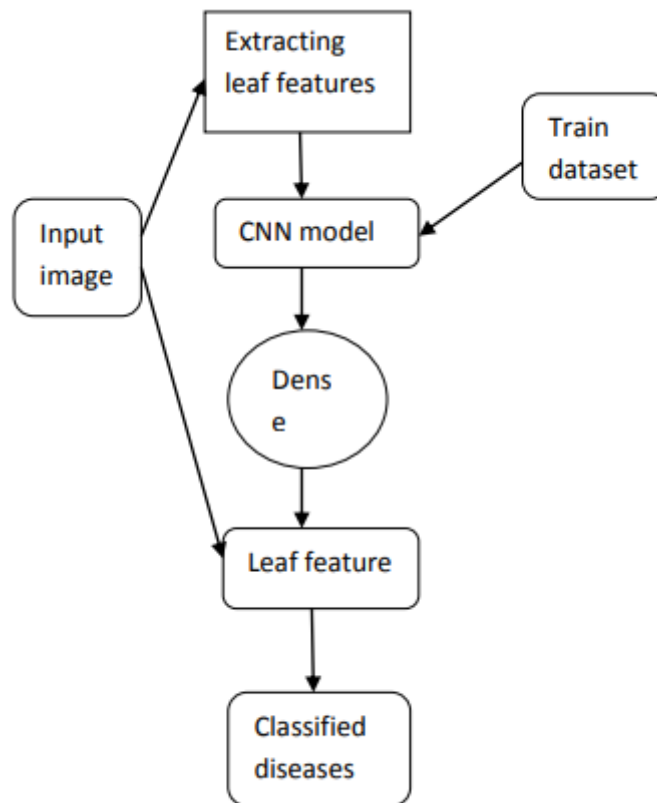 Extracting
leaf features
Train
dataset
Input
image
CNN model
Dens
e
Leaf feature
Classified
diseases